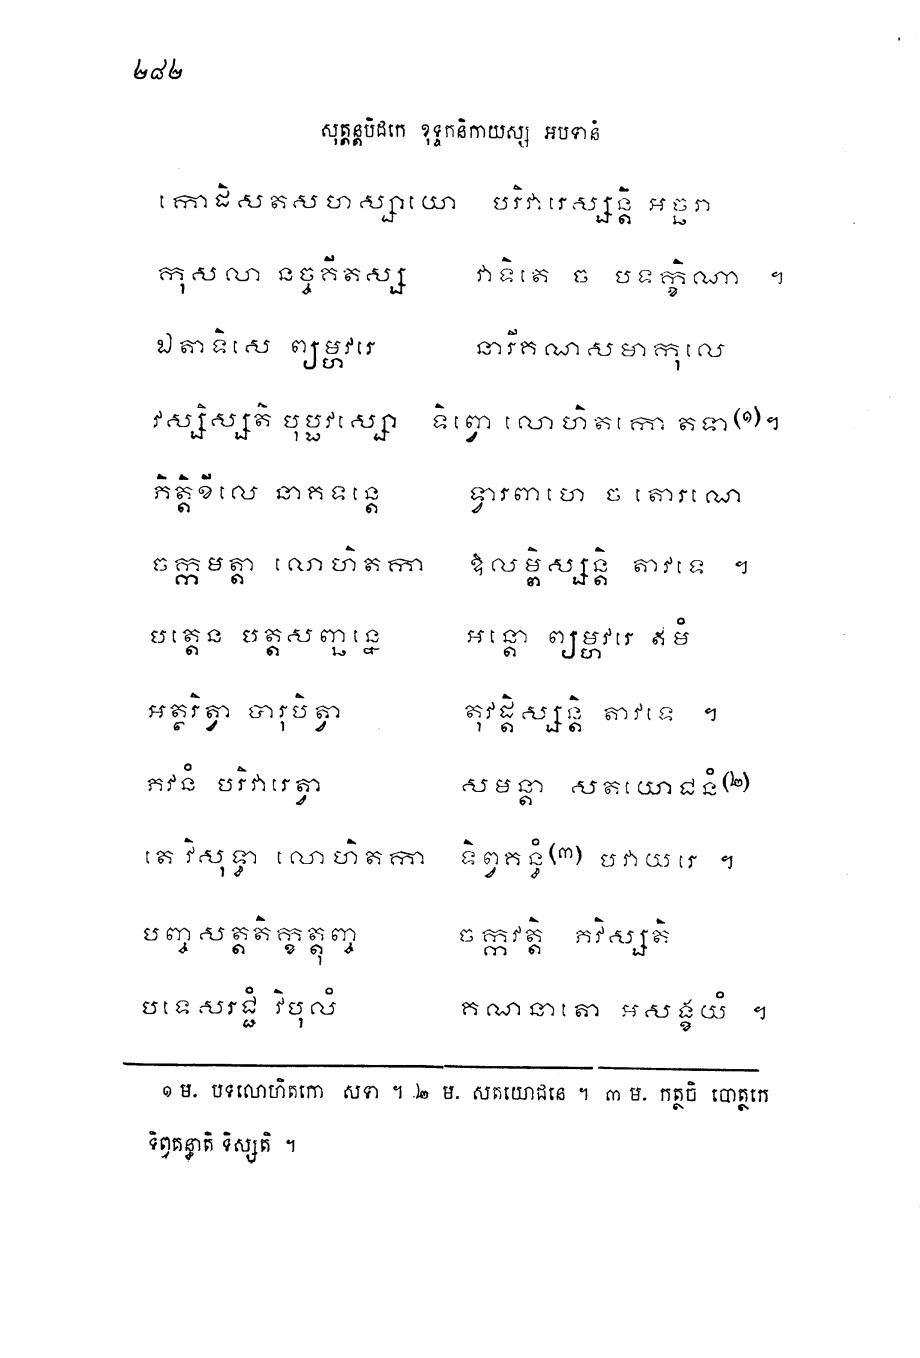 ២៨២
សុត្តន្តបិដកេ ខុទ្ទកនិកាយស្ស អបទានំ
កោដិសតសហស្សាយោ បរិវារេស្សន្តិ អច្ឆរា
កុសលា នច្ចគីតស្ស វាទិតេ ច បទក្ខិណា ។
ឯតាទិសេ ព្យម្ហវរេ នារីគណសមាកុលេ
វស្សិស្សតិ បុប្ផវស្សោ ទិព្វោ លោហិតកោ តទា(១)។
ភិត្តិខីលេ នាគទន្តេ ទ្វារពាហេ ច តោរណេ
ចក្កមត្តា លោហិតកា ឱលម្ពិស្សន្តិ តាវទេ ។
បត្តេន បត្តសញ្ឆន្នេ អន្តោ ព្យម្ហវរេ ឥមំ
អត្ថរិត្វា បារុបិត្វា តុវដ្ដិស្សន្តិ តាវទេ ។
ភវនំ បរិវារេត្វា សមន្តា សតយោជនំ(២)
តេ វិសុទ្ធា លោហិតកា ទិព្វគន្ធំ(៣) បវាយរេ ។
បញ្ចសត្តតិក្ខត្តុញ្ច ចក្កវត្តិ ភវិស្សតិ
បទេសរជ្ជំ វិបុលំ គណនាតោ អសង្ខយំ ។
១ ម. បទលោហិតកោ សទា ។ ២ ម. សតយោជនេ ។ ៣ ម. កត្ថចិ បោត្ថកេ
ទិព្វគន្ធាតិ ទិស្សតិ ។